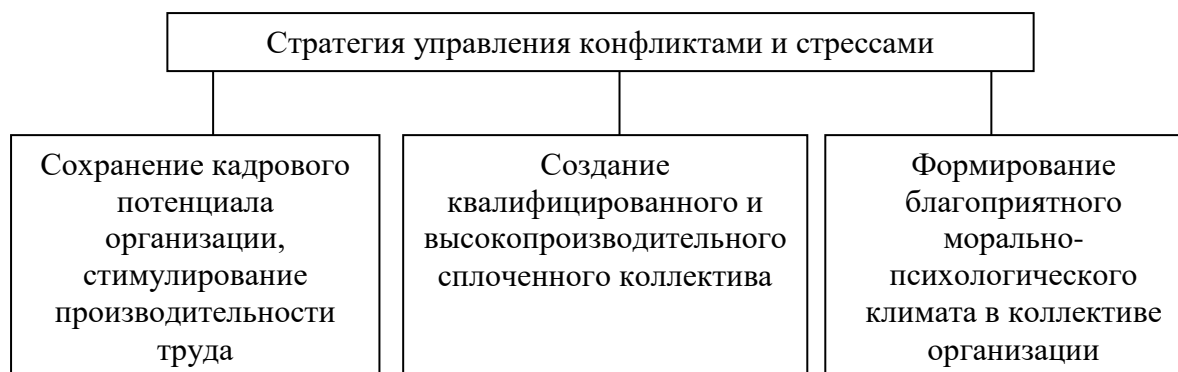 Стратегия управления конфликтами и стрессами
Сохранение кадрового
потенциала
организации,
стимулирование
производительности
труда
Создание
квалифицированного и
высокопроизводительного
сплоченного коллектива
Формирование
благоприятного
морально-
психологического
климата в коллективе
организации